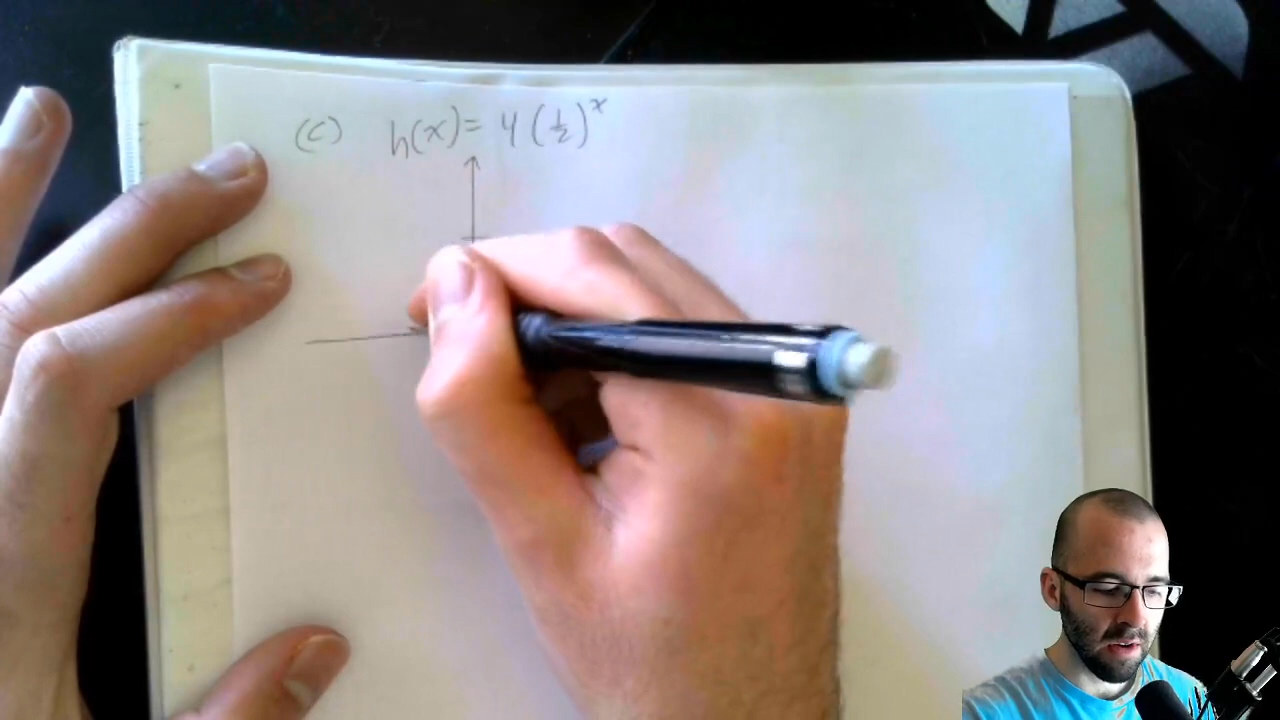 (c) h(x) = 4(1/2)^x